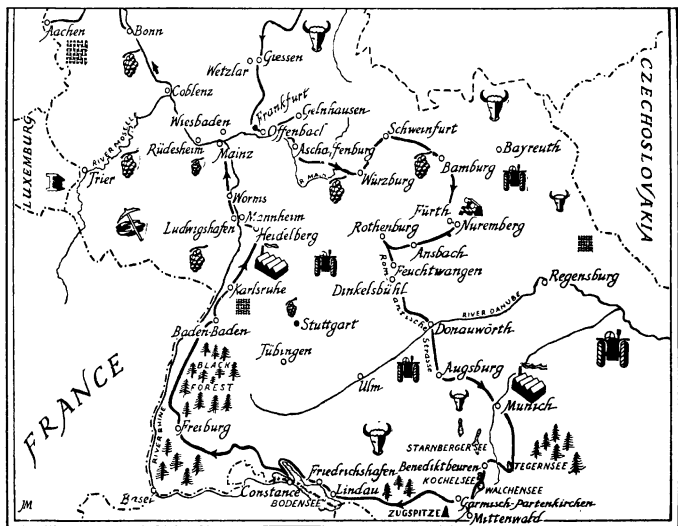 Aachen
Bonn
Wetzlar
Giessen
Coblenz
Frankfurt
Gelnhausen
Wiesbaden
Offenbach
Schweinfurt
LUXEMBURG
RIVER MOSELLE
Rüdesheim
Mainz
Aschaffenburg
Bayreuth
CZECHOSLOVAKIA
Trier
R. MAIN
Würzburg
Bamburg
Worms
Ludwigshafen
Mannheim
Heidelberg
Fürth
Nuremberg
Rothenburg
Ansbach
Feuchtwangen
Karlsruhe
Dinkelsbühl
Regensburg
Romantische Strasse
RIVER DANUBE
Baden-Baden
Stuttgart
Donauwörth
Tübingen
BLACK
FOREST
Ulm
Augsburg
Munich
FRANCE
RIVER RHINE
Freiburg
STARNBERGERSEE
Benediktbeuren
TEGERNSEE
KOCHELSEE
WALCHENSEE
Friedrichshafen
Basel
Constance
Lindau
BODENSEE
Garmisch-Partenkirchen
ZUGSPITZE
Mittenwald
JM